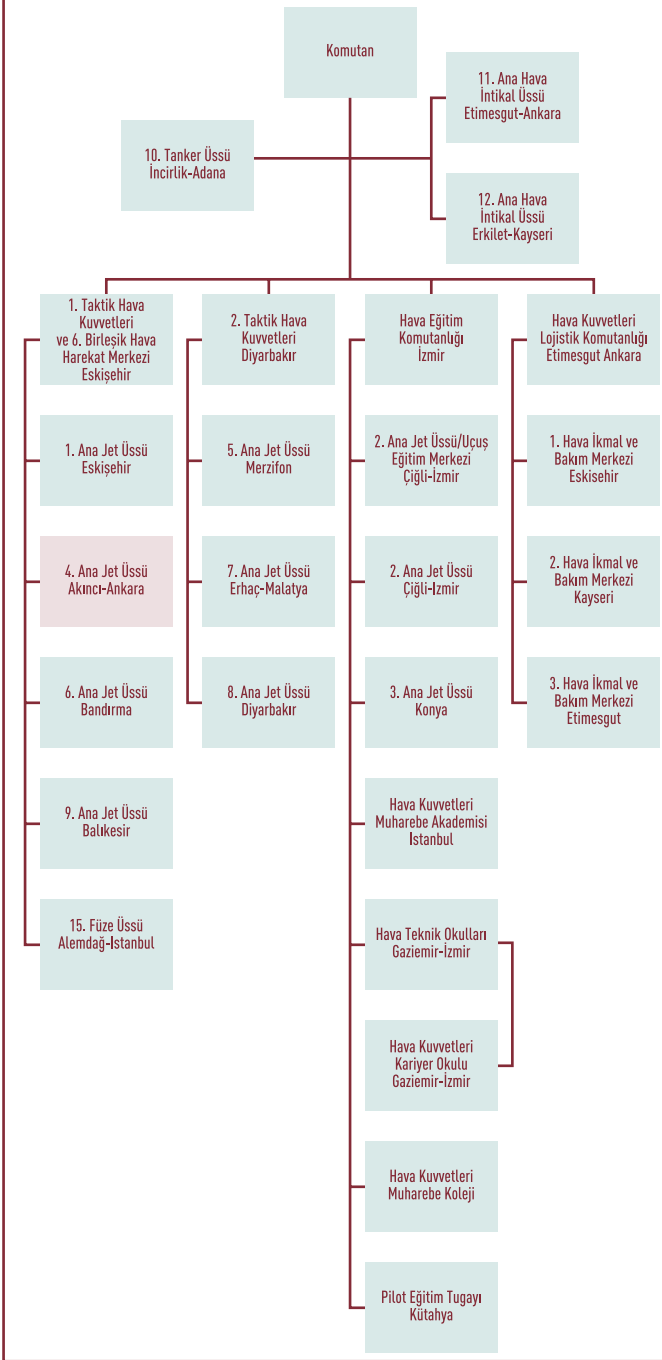 Komutan
11. Ana Hava
İntikal Üssü
Etimesgut-Ankara
10. Tanker Üssü
İncirlik-Adana
12. Ana Hava
İntikal Üssü
Erkilet-Kayseri
1. Taktik Hava
Kuvvetleri
ve 6. Birleşik Hava
Harekat Merkezi
Eskişehir
1. Ana Jet Üssü
Eskişehir
4. Ana Jet Üssü
Akıncı-Ankara
6. Ana Jet Üssü
Bandırma
9. Ana Jet Üssü
Balıkesir
15. Füze Üssü
Alemdağ-İstanbul
2. Taktik Hava
Kuvvetleri
Diyarbakır
5. Ana Jet Üssü
Merzifon
7. Ana Jet Üssü
Erhaç-Malatya
8. Ana Jet Üssü
Diyarbakır
Hava Eğitim
Komutanlığı
İzmir
2. Ana Jet Üssü/Uçuş
Eğitim Merkezi
Çiğli-İzmir
2. Ana Jet Üssü
Çiğli-İzmir
3. Ana Jet Üssü
Konya
Hava Kuvvetleri
Muharebe Akademisi
İstanbul
Hava Teknik Okulları
Gaziemir-İzmir
Hava Kuvvetleri
Kariyer Okulu
Gaziemir-İzmir
Hava Kuvvetleri
Muharebe Koleji
Pilot Eğitim Tugayı
Kütahya
Hava Kuvvetleri
Lojistik Komutanlığı
Etimesgut Ankara
1. Hava İkmal ve
Bakım Merkezi
Eskisehir
2. Hava İkmal ve
Bakım Merkezi
Kayseri
3. Hava İkmal ve
Bakım Merkezi
Etimesgut